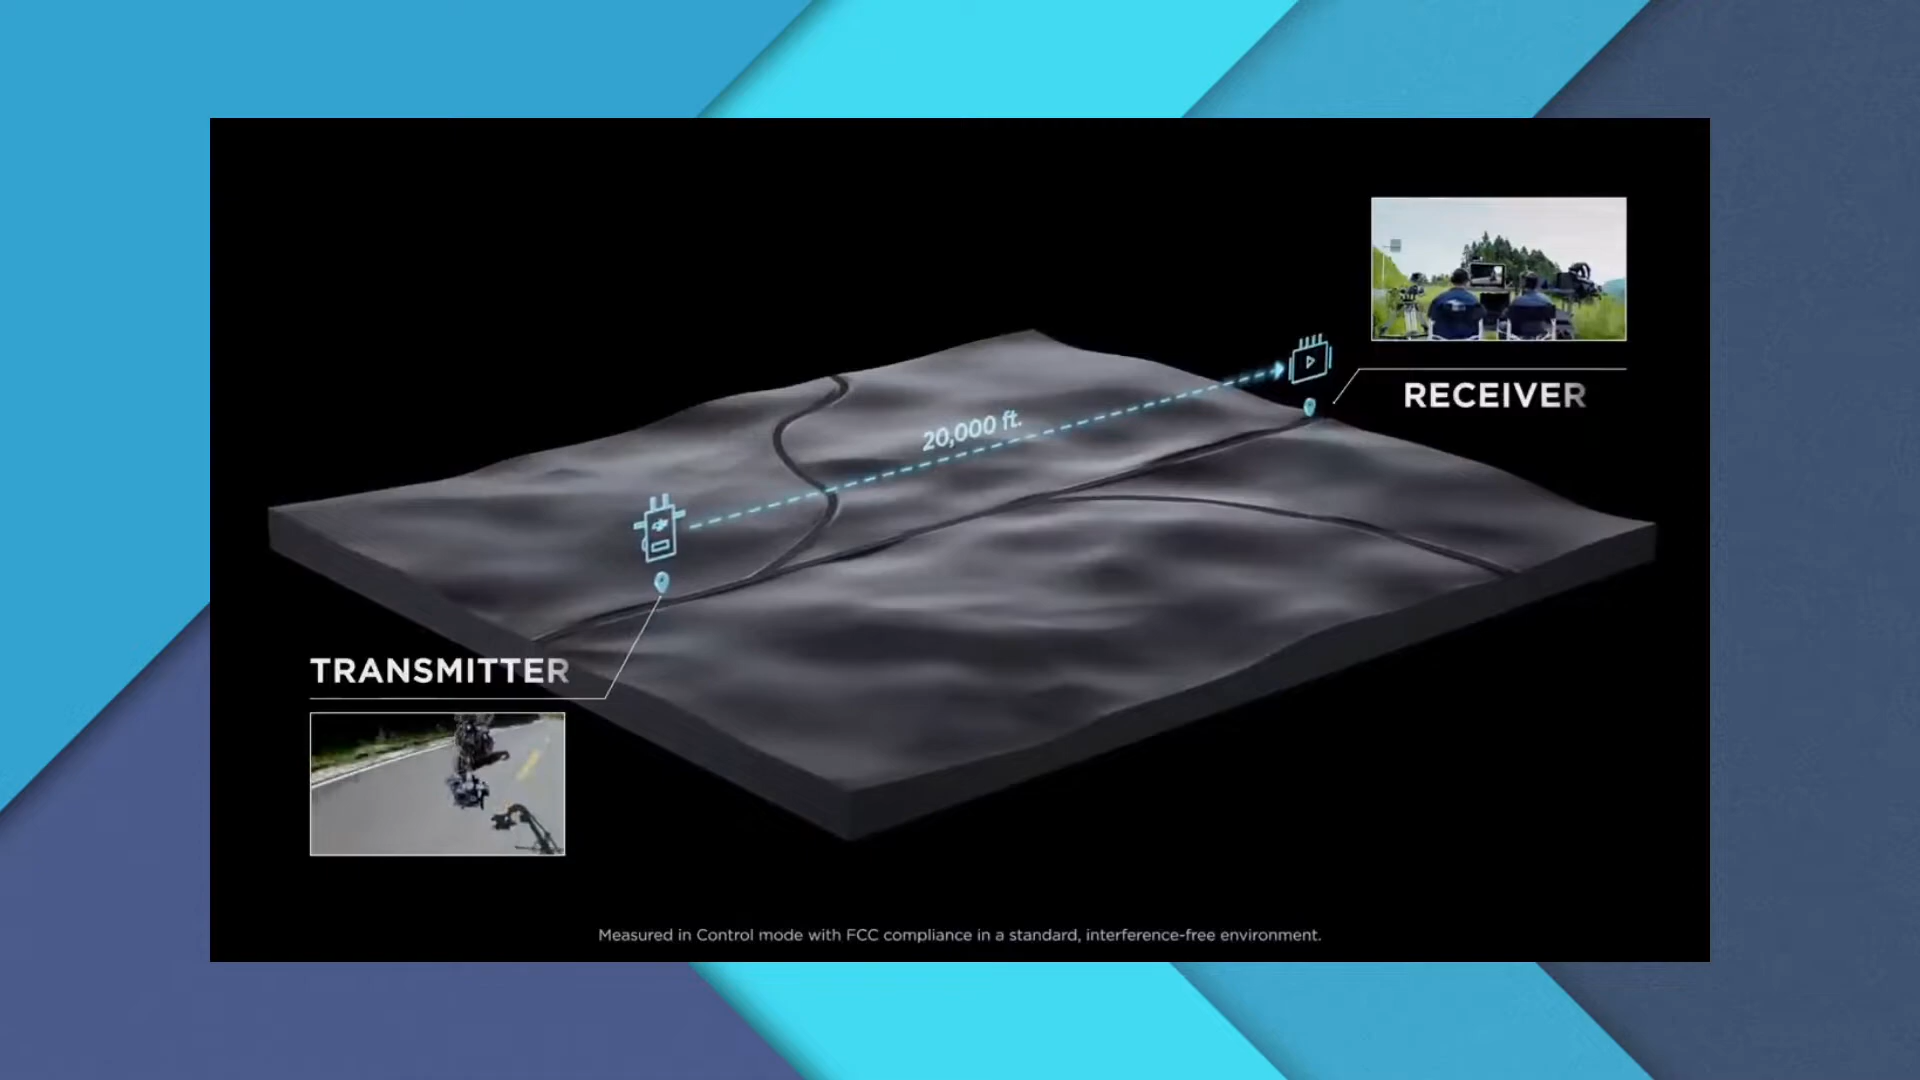 RECEIVER
20,000 ft.
TRANSMITTER
Measured in Control mode with FCC compliance in a standard, interference-free environment.